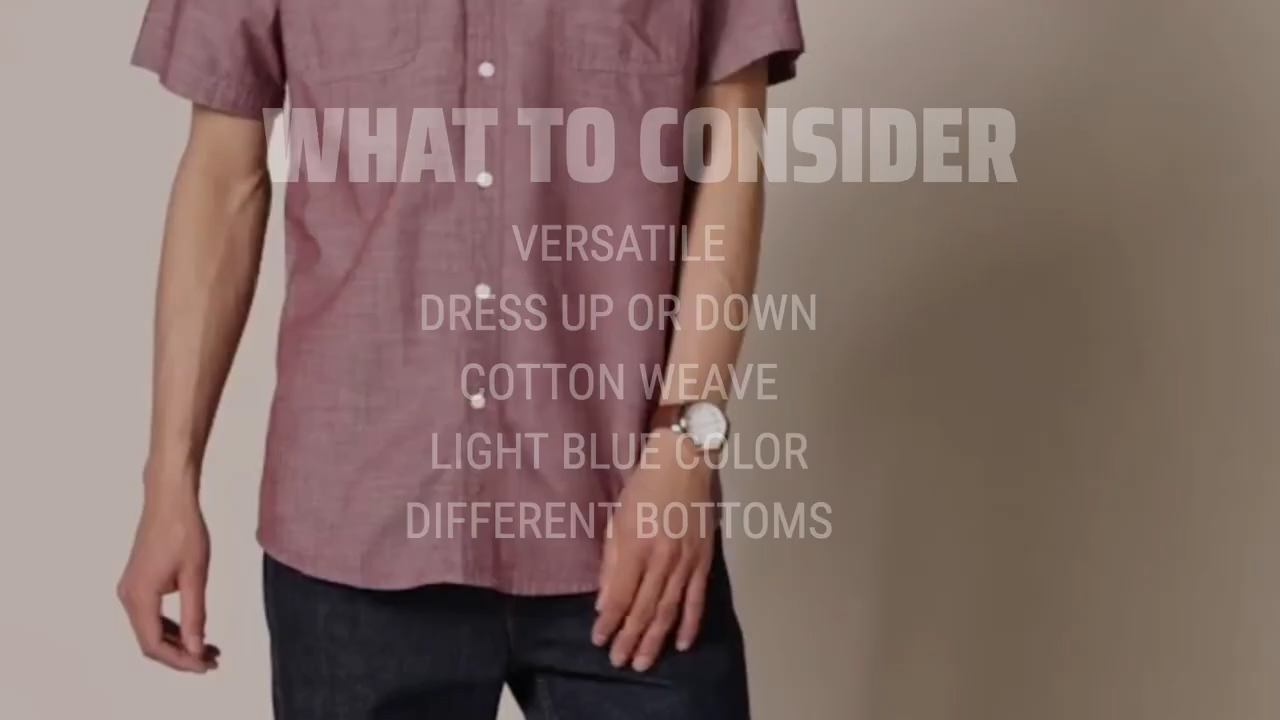 WHAT TO CONSIDER
VERSATILE
DRESS UP OR DOWN
COTTON WEAVE
LIGHT BLUE COLOR
DIFFERENT BOTTOMS